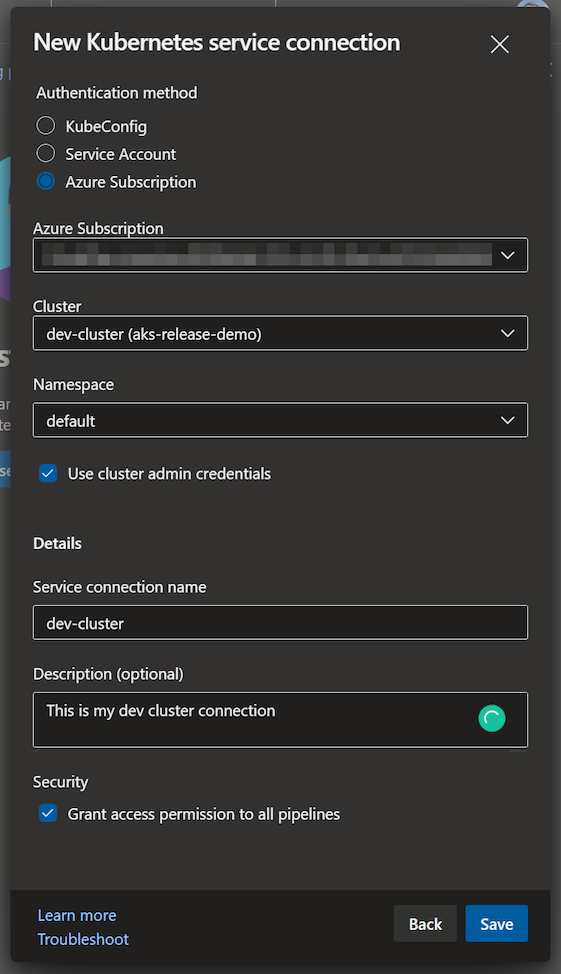 New Kubernetes service connection
Authentication method
KubeConfig
Service Account
Azure Subscription
Azure Subscription
Cluster
dev-cluster (aks-release-demo)
Namespace
default
Use cluster admin credentials
Details
Service connection name
dev-cluster
Description (optional)
This is my dev cluster connection
Security
Grant access permission to all pipelines
Learn more
Back
Save
Troubleshoot